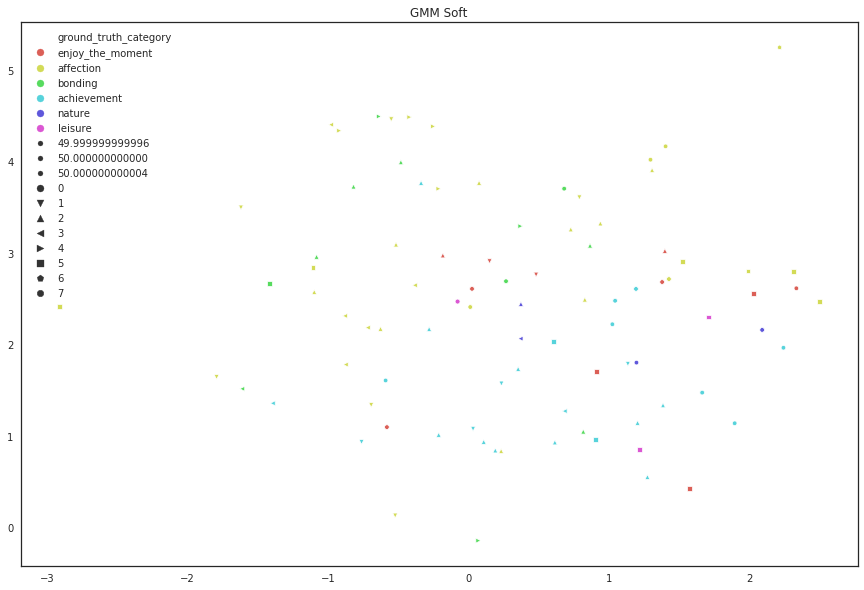 GMM Soft
ground_truth_category
enjoy_the_moment
affection
bonding
achievement
nature
leisure
49.999999999996
50.000000000000
50.000000000004
0
1
2
3
4
5
6
7
5
4
3
2
1
0
−3 −2 −1 0 1 2